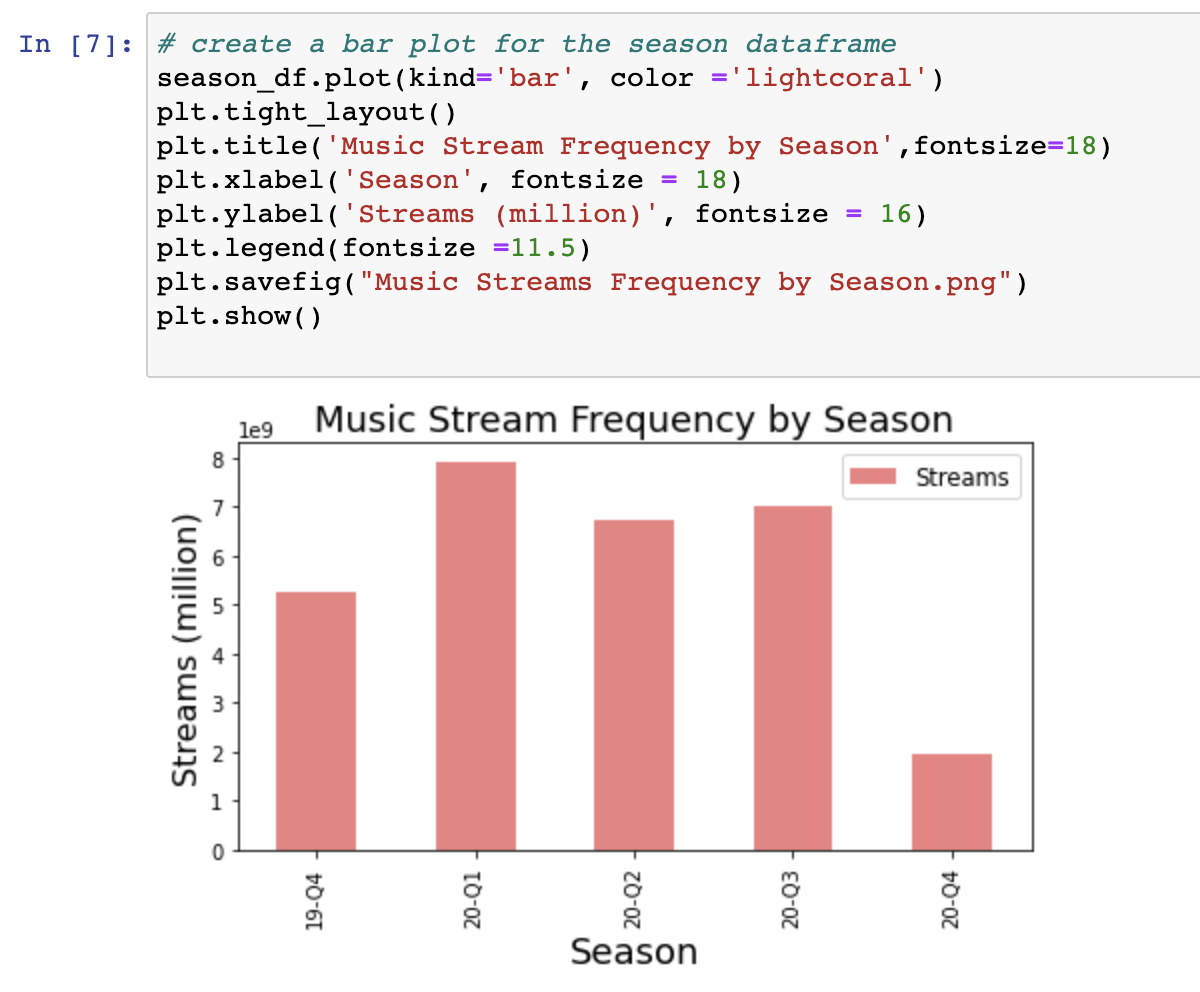 In [7]:
# create a bar plot for the season dataframe
season_df.plot(kind='bar', color ='lightcoral')
plt.tight_layout()
plt.title('Music Stream Frequency by Season',fontsize=18)
plt.xlabel('Season', fontsize = 18)
plt.ylabel('Streams (million)', fontsize = 16)
plt.legend(fontsize =11.5)
plt.savefig("Music Streams Frequency by Season.png")
plt.show()
Music Stream Frequency by Season
1e9
Streams
8
7
6
5
4
3
2
1
0
Streams (million)
19-Q4
20-Q1
20-Q2
20-Q3
20-Q4
Season